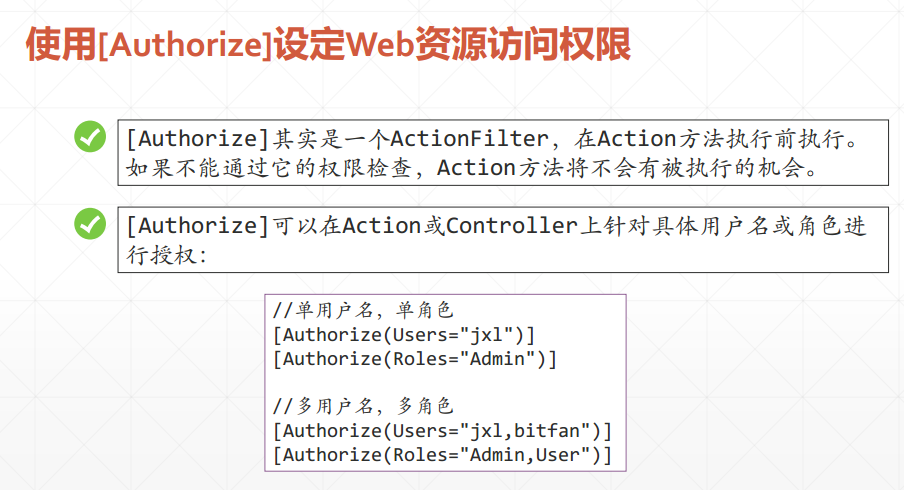 使用[Authorize]设定Web资源访问权限
[Authorize]其实是一个ActionFilter，在Action方法执行前执行。
如果不能通过它的权限检查，Action方法将不会有被执行的机会。
[Authorize]可以在Action或Controller上针对具体用户名或角色进
行授权：
//单用户名，单角色
[Authorize(Users="jxl")]
[Authorize(Roles="Admin")]
//多用户名，多角色
[Authorize(Users="jxl,bitfan")]
[Authorize(Roles="Admin,User")]